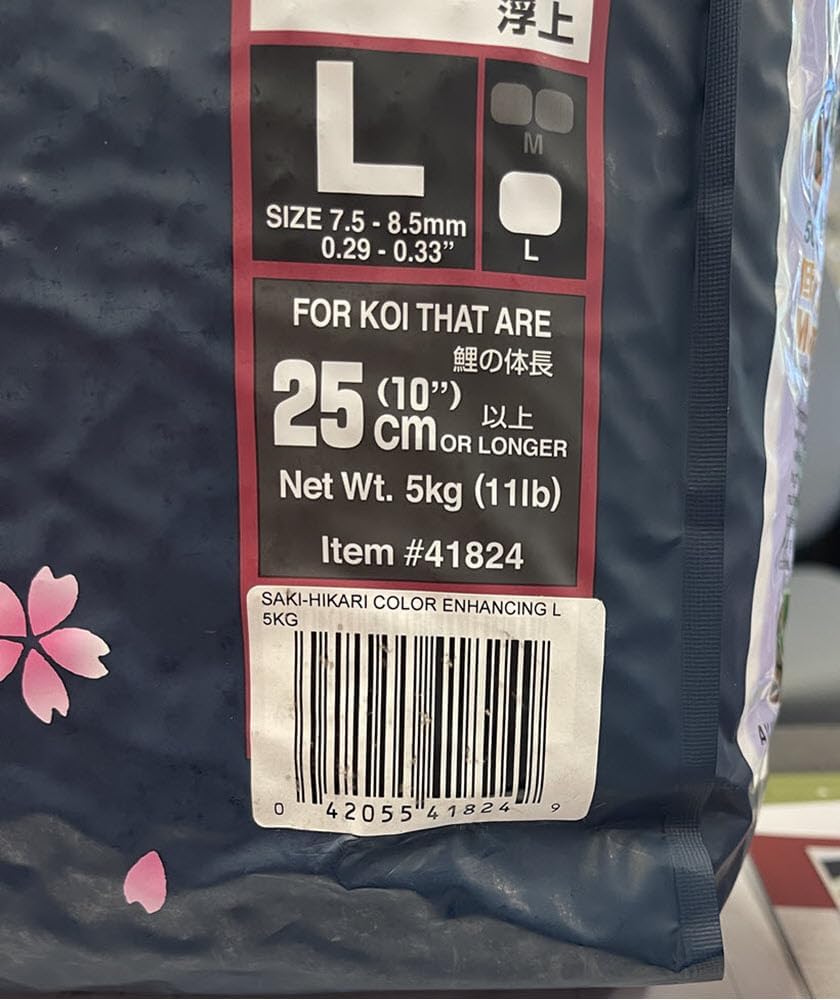 浮上
L
M
L
SIZE 7.5 - 8.5mm
0.29 - 0.33”
FOR KOI THAT ARE
鯉の体長
25 (10”)
cm 以上
OR LONGER
Net Wt. 5kg (11lb)
Item #41824
SAKI-HIKARI COLOR ENHANCING L
5KG
0 42055 41824 9